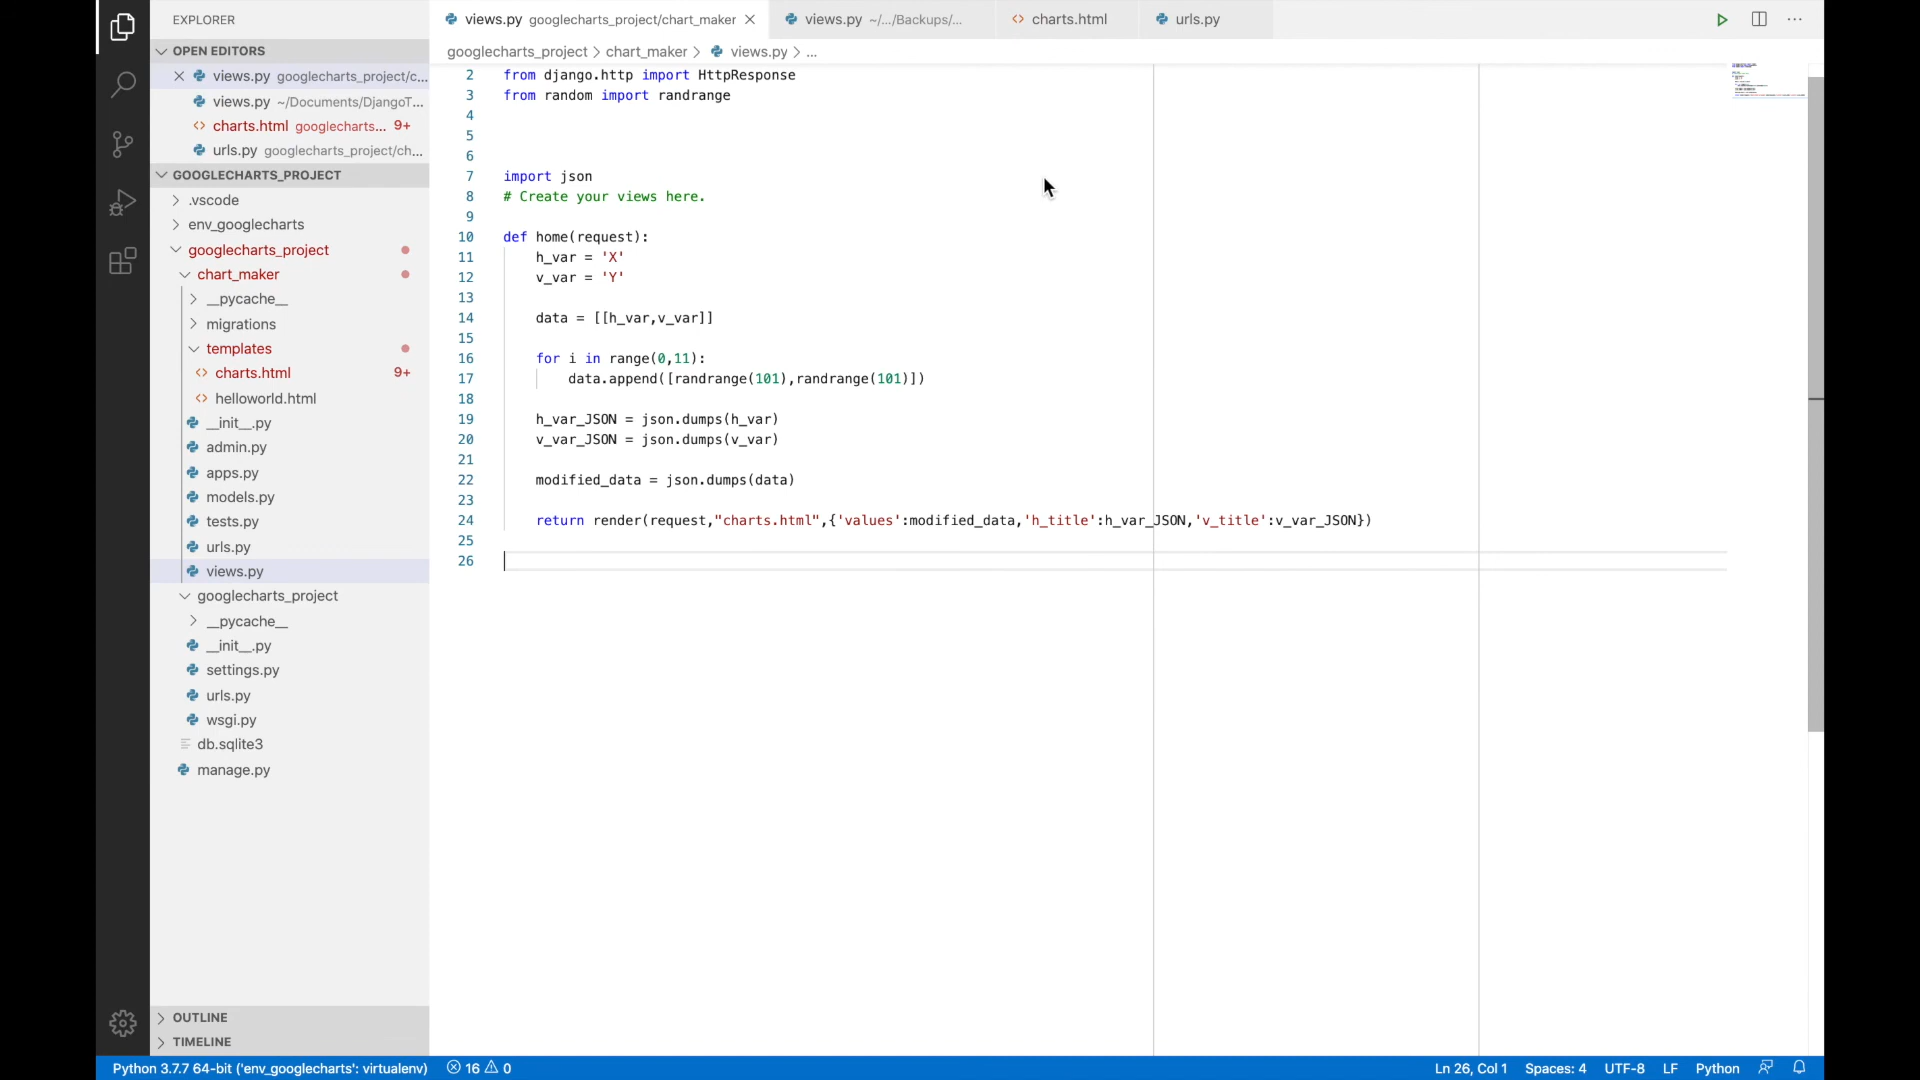 EXPLORER
OPEN EDITORS
views.py googlecharts_project/c...
views.py ~/Documents/DjangoT...
charts.html googlecharts... 9+
urls.py googlecharts_project/ch...
GOOGLECHARTS_PROJECT
.vscode
env_googlecharts
googlecharts_project
chart_maker
__pycache__
migrations
templates
charts.html 9+
helloworld.html
__init__.py
admin.py
apps.py
models.py
tests.py
urls.py
views.py
googlecharts_project
__pycache__
__init__.py
settings.py
urls.py
wsgi.py
db.sqlite3
manage.py
OUTLINE
TIMELINE
views.py googlecharts_project/chart_maker
views.py ~/.../Backups/...
charts.html
urls.py
googlecharts_project > chart_maker > views.py > ...
2 from django.http import HttpResponse
3 from random import randrange
4
5
6
7 import json
8 # Create your views here.
9
10 def home(request):
11 h_var = 'X'
12 v_var = 'Y'
13
14 data = [[h_var,v_var]]
15
16 for i in range(0,11):
17 data.append([randrange(101),randrange(101)])
18
19 h_var_JSON = json.dumps(h_var)
20 v_var_JSON = json.dumps(v_var)
21
22 modified_data = json.dumps(data)
23
24 return render(request,"charts.html",{'values':modified_data,'h_title':h_var_JSON,'v_title':v_var_JSON})
25
26
Python 3.7.7 64-bit ('env_googlecharts': virtualenv) 16 0 Ln 26, Col 1 Spaces: 4 UTF-8 LF Python